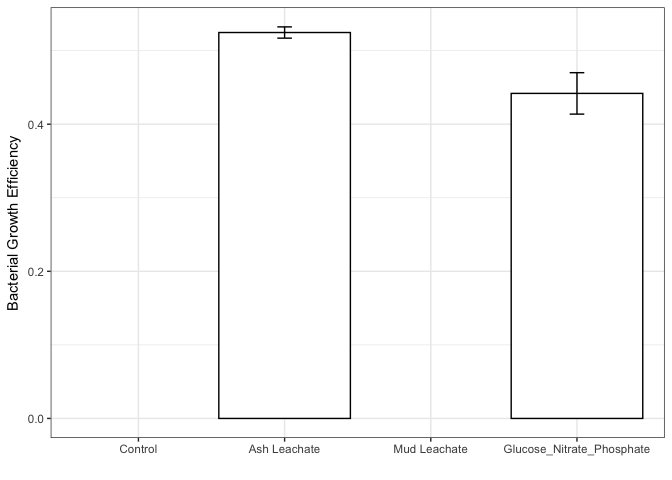 Bacterial Growth Efficiency
0.4
0.2
0.0
Control Ash Leachate Mud Leachate Glucose_Nitrate_Phosphate